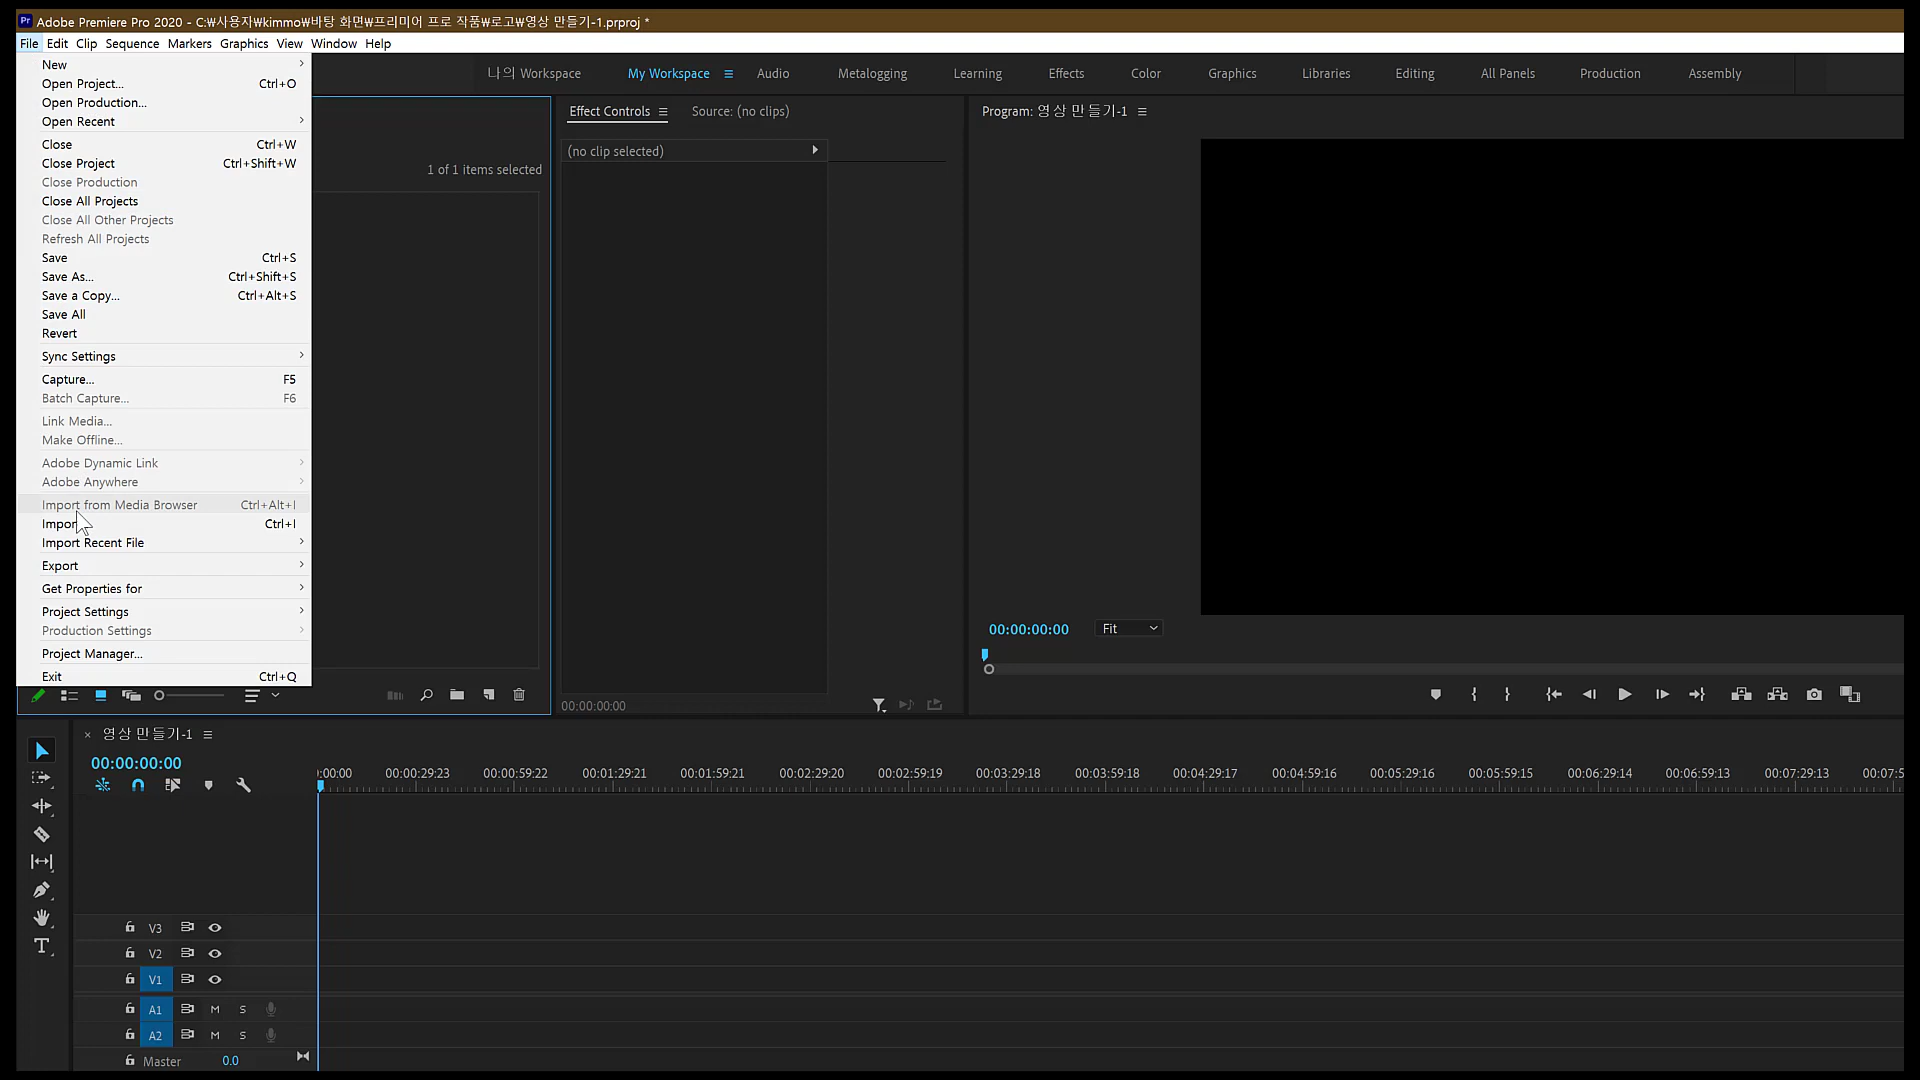 Adobe Premiere Pro 2020 - C:₩사용자₩kimmo₩바탕 화면₩프리미어 프로 작품₩로고₩영상 만들기-1.prproj *
File Edit Clip Sequence Markers Graphics View Window Help
나의 Workspace My Workspace Audio Metalogging Learning Effects Color Graphics Libraries Editing All Panels Production Assembly
New
Open Project... Ctrl+O
Open Production...
Open Recent
Close Ctrl+W
Close Project Ctrl+Shift+W
Close Production
Close All Projects
Close All Other Projects
Refresh All Projects
Save Ctrl+S
Save As... Ctrl+Shift+S
Save a Copy... Ctrl+Alt+S
Save All
Revert
Sync Settings
Capture... F5
Batch Capture... F6
Link Media...
Make Offline...
Adobe Dynamic Link
Adobe Anywhere
Import from Media Browser Ctrl+Alt+I
Import Ctrl+I
Import Recent File
Export
Get Properties for
Project Settings
Production Settings
Project Manager...
Exit Ctrl+Q
1 of 1 items selected
Effect Controls Source: (no clips)
(no clip selected)
00:00:00:00
Program: 영상 만들기-1
00:00:00:00 Fit
× 영상 만들기-1
00:00:00:00
:00:00 00:00:29:23 00:00:59:22 00:01:29:21 00:01:59:21 00:02:29:20 00:02:59:19 00:03:29:18 00:03:59:18 00:04:29:17 00:04:59:16 00:05:29:16 00:05:59:15 00:06:29:14 00:06:59:13 00:07:29:13 00:07:5
V3
V2
V1
A1 M S
A2 M S
Master 0.0